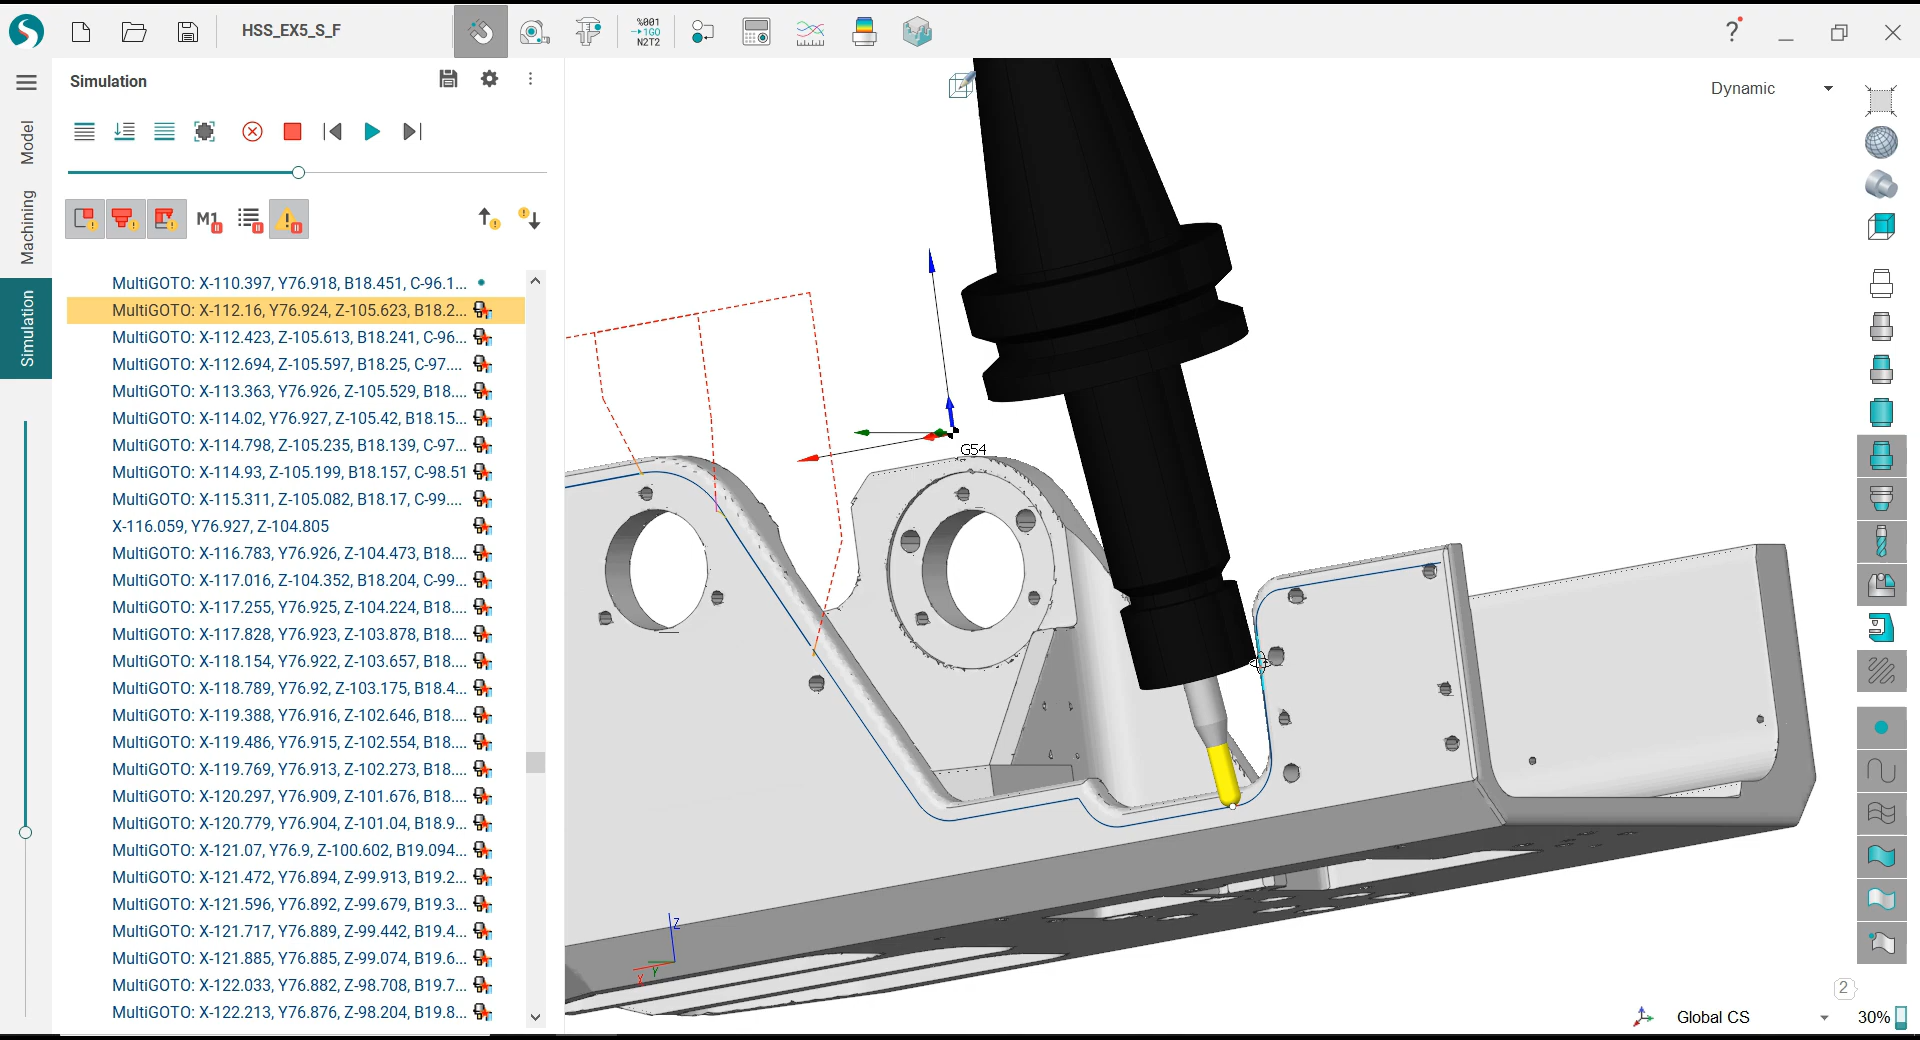 HSS_EX5_S_F
%001
1G0
N2T2
?
Simulation
Model
Machining
Simulation
M1
MultiGOTO: X-110.397, Y76.918, B18.451, C-96.1...
MultiGOTO: X-112.16, Y76.924, Z-105.623, B18.2...
MultiGOTO: X-112.423, Z-105.613, B18.241, C-96...
MultiGOTO: X-112.694, Z-105.597, B18.25, C-97....
MultiGOTO: X-113.363, Y76.926, Z-105.529, B18....
MultiGOTO: X-114.02, Y76.927, Z-105.42, B18.15...
MultiGOTO: X-114.798, Z-105.235, B18.139, C-97...
MultiGOTO: X-114.93, Z-105.199, B18.157, C-98.51
MultiGOTO: X-115.311, Z-105.082, B18.17, C-99....
X-116.059, Y76.927, Z-104.805
MultiGOTO: X-116.783, Y76.926, Z-104.473, B18....
MultiGOTO: X-117.016, Z-104.352, B18.204, C-99...
MultiGOTO: X-117.255, Y76.925, Z-104.224, B18....
MultiGOTO: X-117.828, Y76.923, Z-103.878, B18....
MultiGOTO: X-118.154, Y76.922, Z-103.657, B18....
MultiGOTO: X-118.789, Y76.92, Z-103.175, B18.4...
MultiGOTO: X-119.388, Y76.916, Z-102.646, B18....
MultiGOTO: X-119.486, Y76.915, Z-102.554, B18....
MultiGOTO: X-119.769, Y76.913, Z-102.273, B18....
MultiGOTO: X-120.297, Y76.909, Z-101.676, B18....
MultiGOTO: X-120.779, Y76.904, Z-101.04, B18.9...
MultiGOTO: X-121.07, Y76.9, Z-100.602, B19.094...
MultiGOTO: X-121.472, Y76.894, Z-99.913, B19.2...
MultiGOTO: X-121.596, Y76.892, Z-99.679, B19.3...
MultiGOTO: X-121.717, Y76.889, Z-99.442, B19.4...
MultiGOTO: X-121.885, Y76.885, Z-99.074, B19.6...
MultiGOTO: X-122.033, Y76.882, Z-98.708, B19.7...
MultiGOTO: X-122.213, Y76.876, Z-98.204, B19.8...
Dynamic
G54
Z
X
Y
2
Global CS
30%